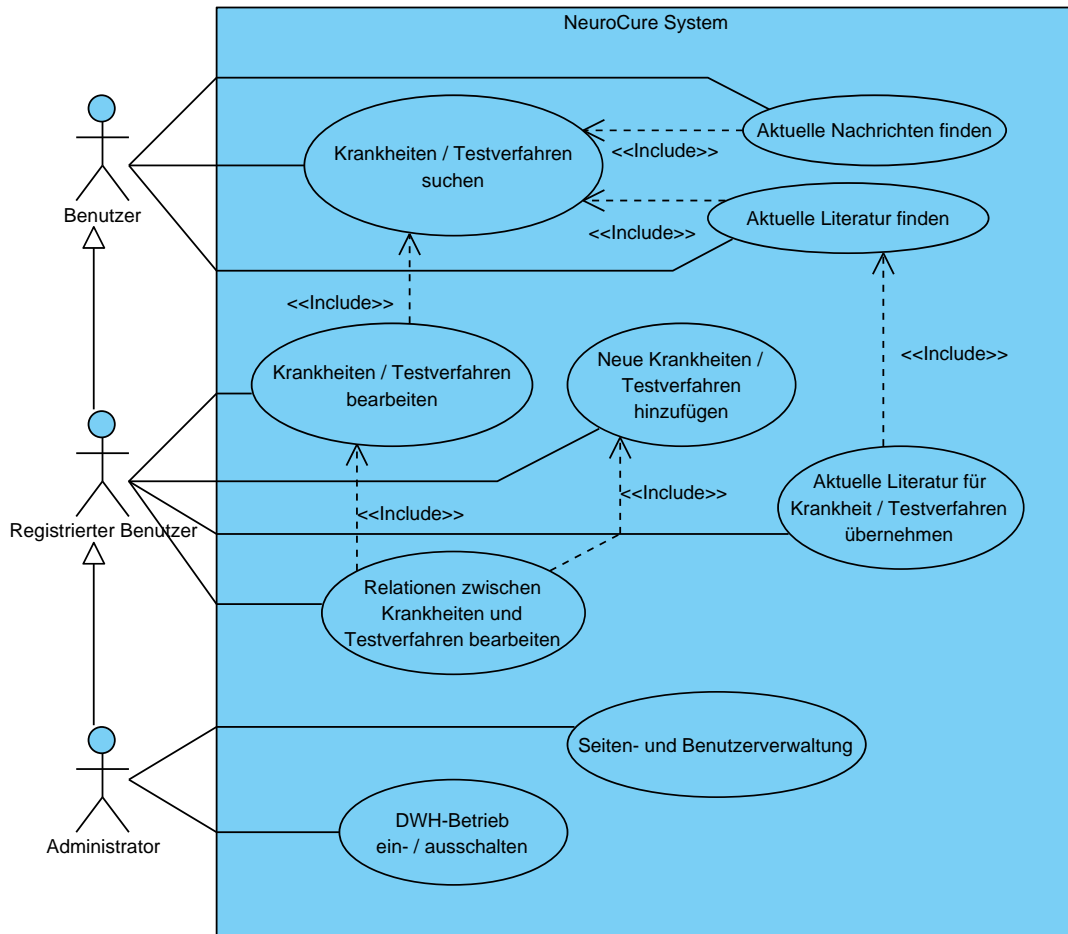 NeuroCure System
Aktuelle Nachrichten finden
Krankheiten / Testverfahren
suchen
<<Include>>
Benutzer
Aktuelle Literatur finden
<<Include>>
<<Include>>
<<Include>>
Krankheiten / Testverfahren
bearbeiten
Neue Krankheiten /
Testverfahren
hinzufügen
Registrierter Benutzer
<<Include>>
<<Include>>
Aktuelle Literatur für
Krankheit / Testverfahren
übernehmen
Relationen zwischen
Krankheiten und
Testverfahren bearbeiten
Seiten- und Benutzerverwaltung
Administrator
DWH-Betrieb
ein- / ausschalten